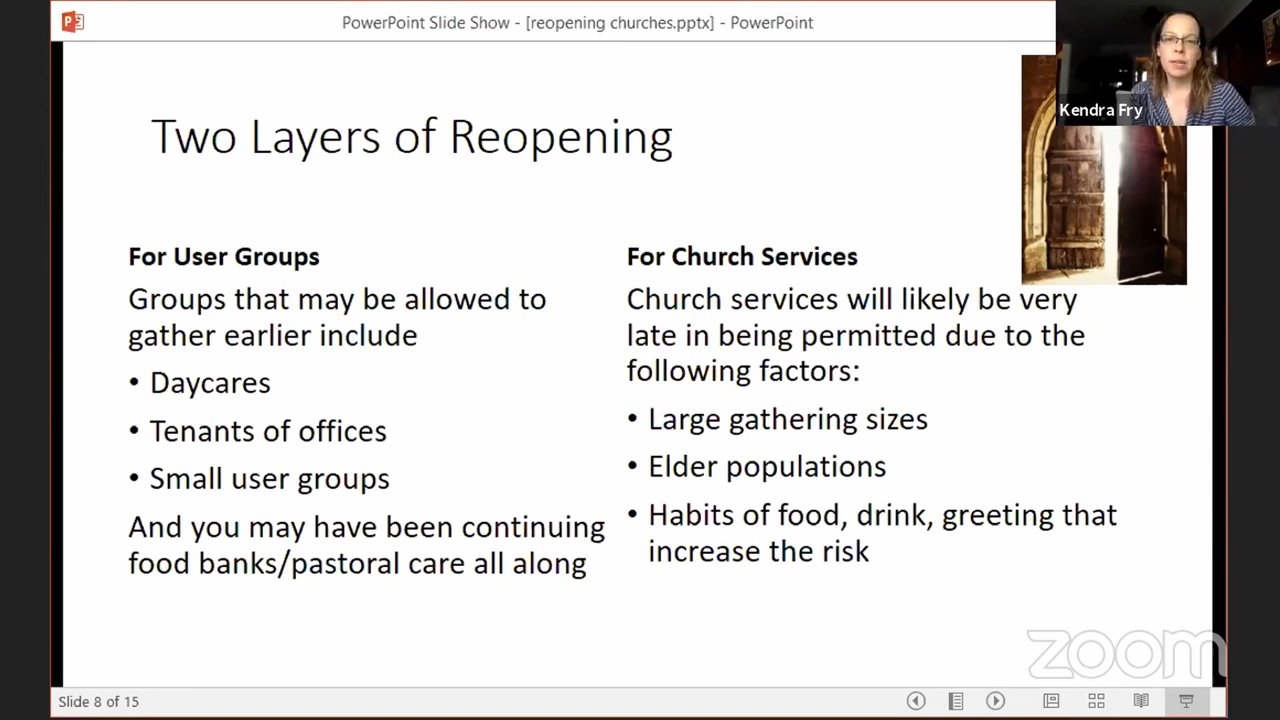 PowerPoint Slide Show - [reopening churches.pptx] - PowerPoint
Kendra Fry
Two Layers of Reopening
For User Groups
Groups that may be allowed to
gather earlier include
• Daycares
• Tenants of offices
• Small user groups
And you may have been continuing
food banks/pastoral care all along
For Church Services
Church services will likely be very
late in being permitted due to the
following factors:
• Large gathering sizes
• Elder populations
• Habits of food, drink, greeting that
increase the risk
zoom
Slide 8 of 15